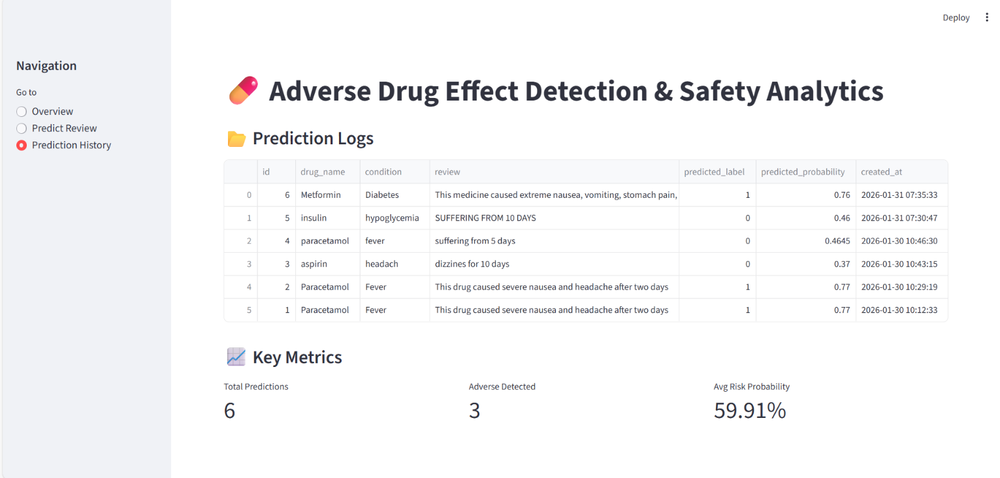 Deploy
Navigation
Go to
Overview
Predict Review
Prediction History
Adverse Drug Effect Detection & Safety Analytics
Prediction Logs
id drug_name condition review predicted_label predicted_probability created_at
0 6 Metformin Diabetes This medicine caused extreme nausea, vomiting, stomach pain, 1 0.76 2026-01-31 07:35:33
1 5 insulin hypoglycemia SUFFERING FROM 10 DAYS 0 0.46 2026-01-31 07:30:47
2 4 paracetamol fever suffering from 5 days 0 0.4645 2026-01-30 10:46:30
3 3 aspirin headach dizzines for 10 days 0 0.37 2026-01-30 10:43:15
4 2 Paracetamol Fever This drug caused severe nausea and headache after two days 1 0.77 2026-01-30 10:29:19
5 1 Paracetamol Fever This drug caused severe nausea and headache after two days 1 0.77 2026-01-30 10:12:33
Key Metrics
Total Predictions Adverse Detected Avg Risk Probability
6 3 59.91%